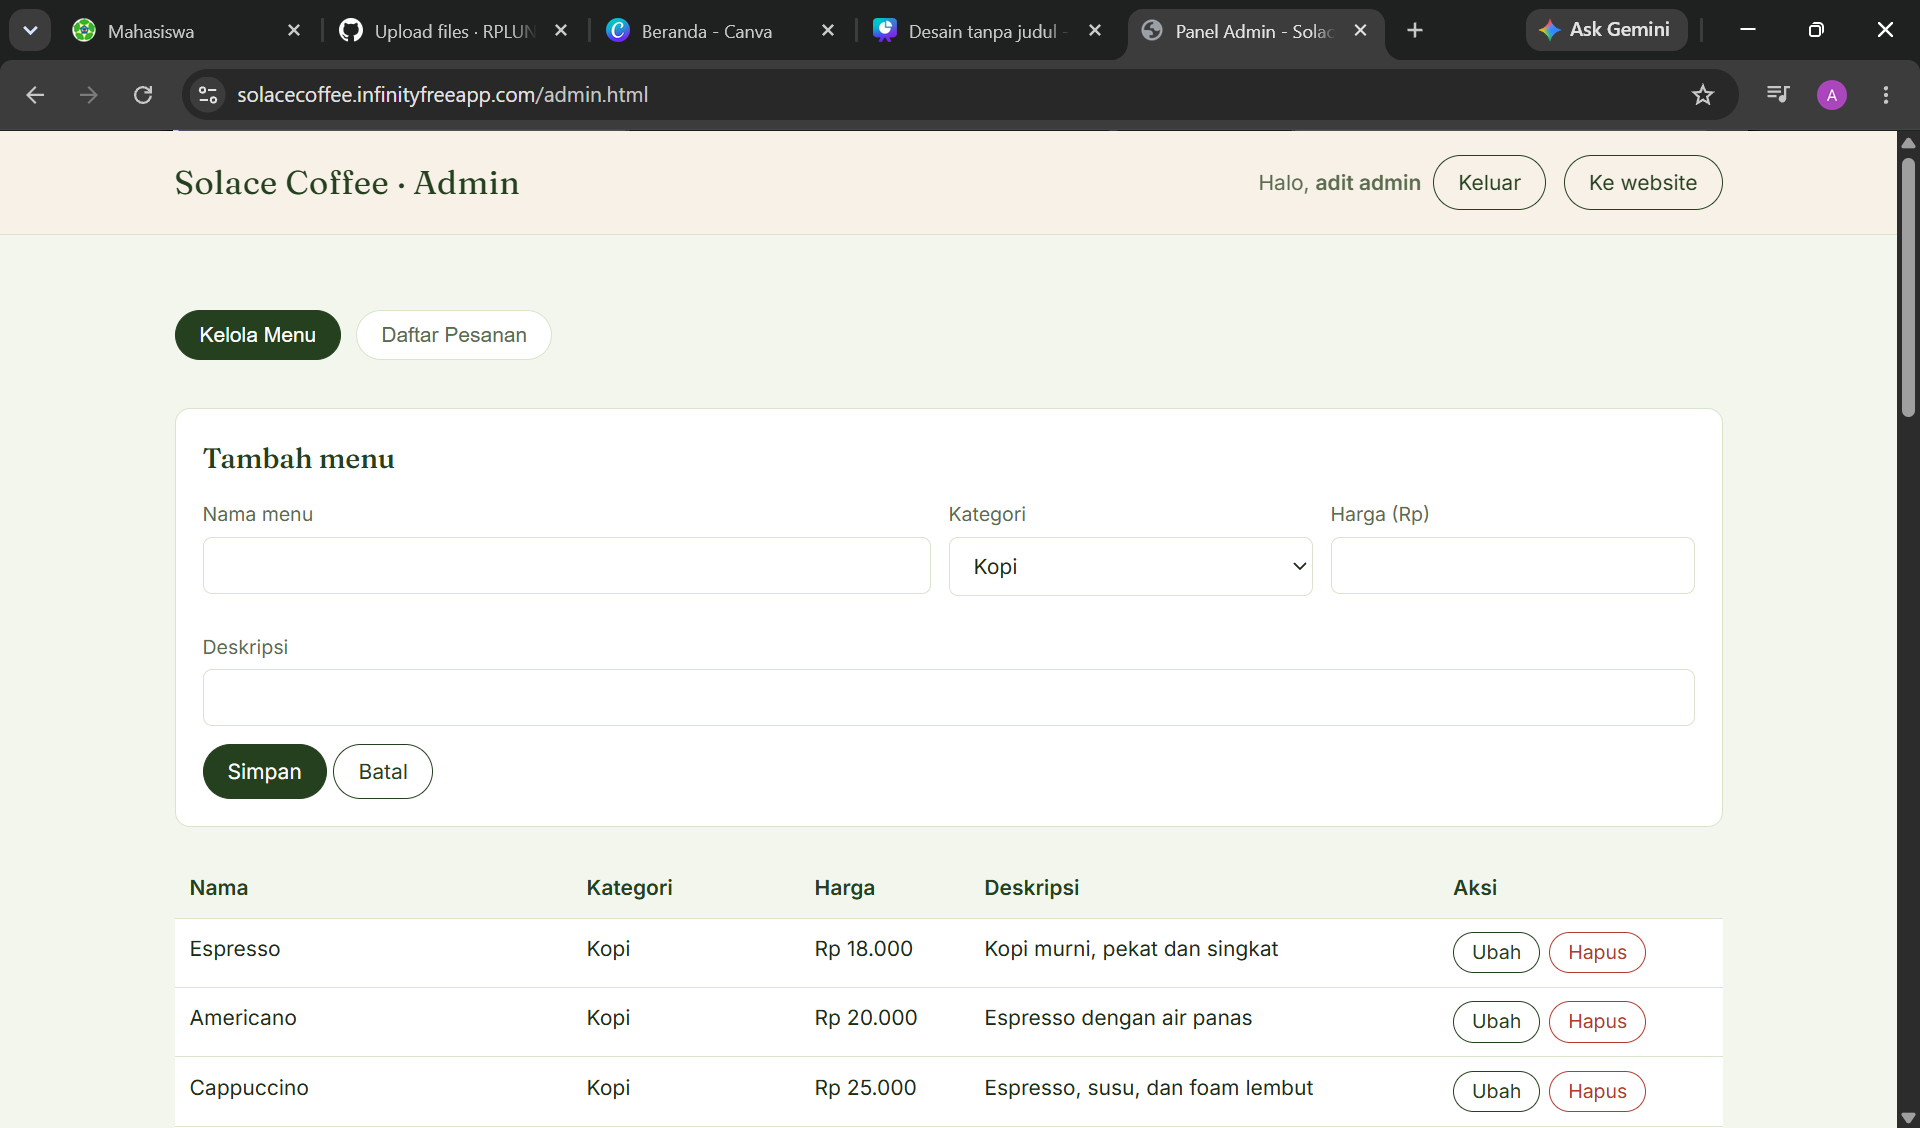 Mahasiswa
Upload files · RPLUN
Beranda - Canva
Desain tanpa judul -
Panel Admin - Solac
Ask Gemini
solacecoffee.infinityfreeapp.com/admin.html
A
Solace Coffee · Admin
Halo, adit admin
Keluar
Ke website
Kelola Menu
Daftar Pesanan
Tambah menu
Nama menu
Kategori
Harga (Rp)
Kopi
Deskripsi
Simpan
Batal
Nama Kategori Harga Deskripsi Aksi
Espresso Kopi Rp 18.000 Kopi murni, pekat dan singkat Ubah Hapus
Americano Kopi Rp 20.000 Espresso dengan air panas Ubah Hapus
Cappuccino Kopi Rp 25.000 Espresso, susu, dan foam lembut Ubah Hapus